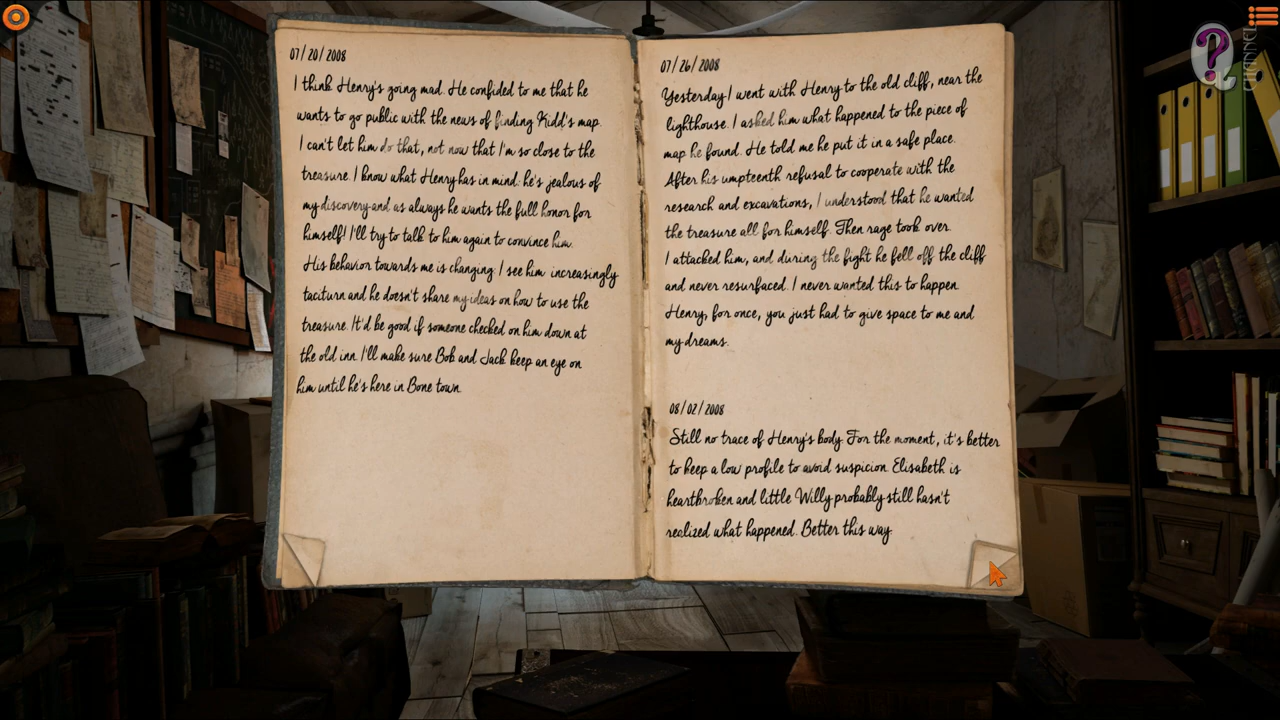 07/20/2008
I think Henry's going mad. He confided to me that he
wants to go public with the news of finding Kidd's map.
I can't let him do that, not now that I'm so close to the
treasure. I know what Henry has in mind: he's jealous of
my discovery and as always he wants the full honor for
himself! I'll try to talk to him again to convince him.
His behavior towards me is changing. I see him increasingly
taciturn and he doesn't share my ideas on how to use the
treasure. It'd be good if someone checked on him down at
the old inn. I'll make sure Bob and Jack keep an eye on
him until he's here in Bone town.
07/26/2008
Yesterday I went with Henry to the old cliff, near the
lighthouse. I asked him what happened to the piece of
map he found. He told me he put it in a safe place.
After his umpteenth refusal to cooperate with the
research and excavations, I understood that he wanted
the treasure all for himself. Then rage took over.
I attacked him, and during the fight he fell off the cliff
and never resurfaced. I never wanted this to happen.
Henry, for once, you just had to give space to me and
my dreams.
08/02/2008
Still no trace of Henry's body. For the moment, it's better
to keep a low profile to avoid suspicion. Elisabeth is
heartbroken and little Willy probably still hasn't
realized what happened. Better this way.
? CHANNEL